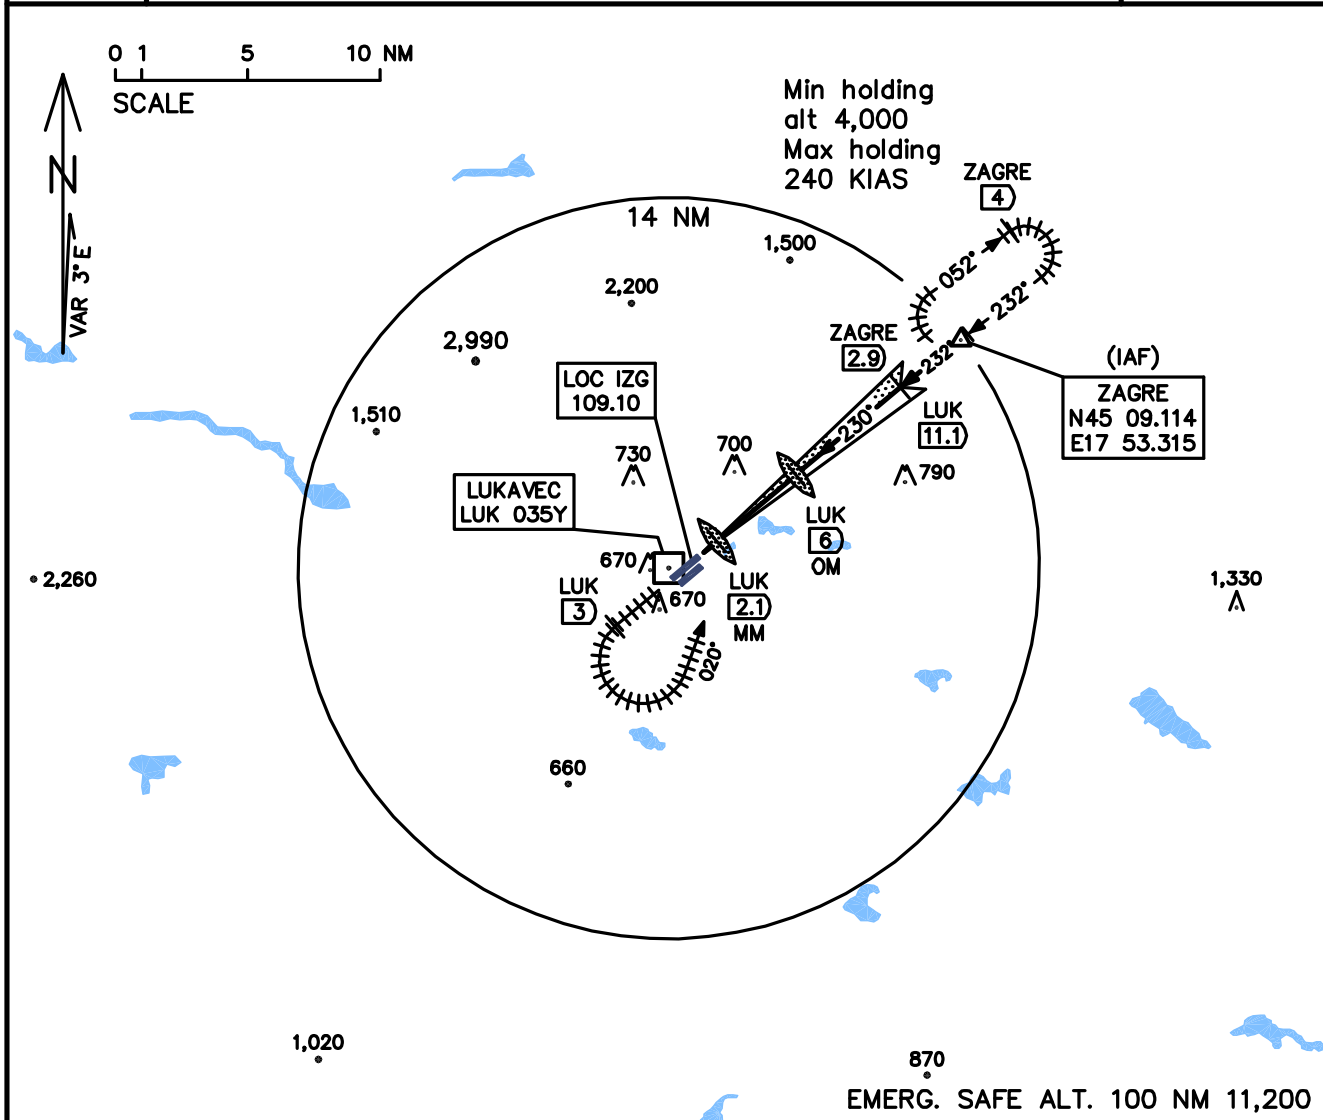 0 1 5 10 NM
SCALE
N
VAR 3°E
Min holding
alt 4,000
Max holding
240 KIAS
ZAGRE
4
14 NM
1,500
052°
232°
2,200
2,990
ZAGRE
2.9
232°
(IAF)
ZAGRE
N45 09.114
E17 53.315
LOC IZG
109.10
1,510
LUK
11.1
230°
730
700
790
LUKAVEC
LUK 035Y
LUK
6
OM
670
2,260
LUK
3
670
LUK
2.1
MM
1,330
020°
660
1,020
870
EMERG. SAFE ALT. 100 NM 11,200